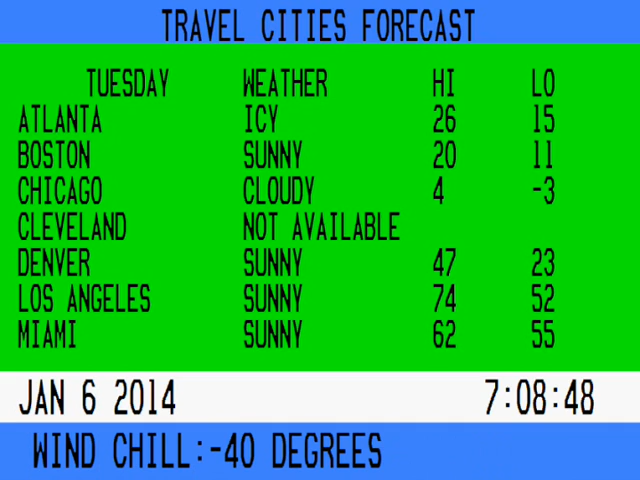 TRAVEL CITIES FORECAST
TUESDAY WEATHER HI LO
ATLANTA ICY 26 15
BOSTON SUNNY 20 11
CHICAGO CLOUDY 4 -3
CLEVELAND NOT AVAILABLE
DENVER SUNNY 47 23
LOS ANGELES SUNNY 74 52
MIAMI SUNNY 62 55
JAN 6 2014 7:08:48
WIND CHILL:-40 DEGREES